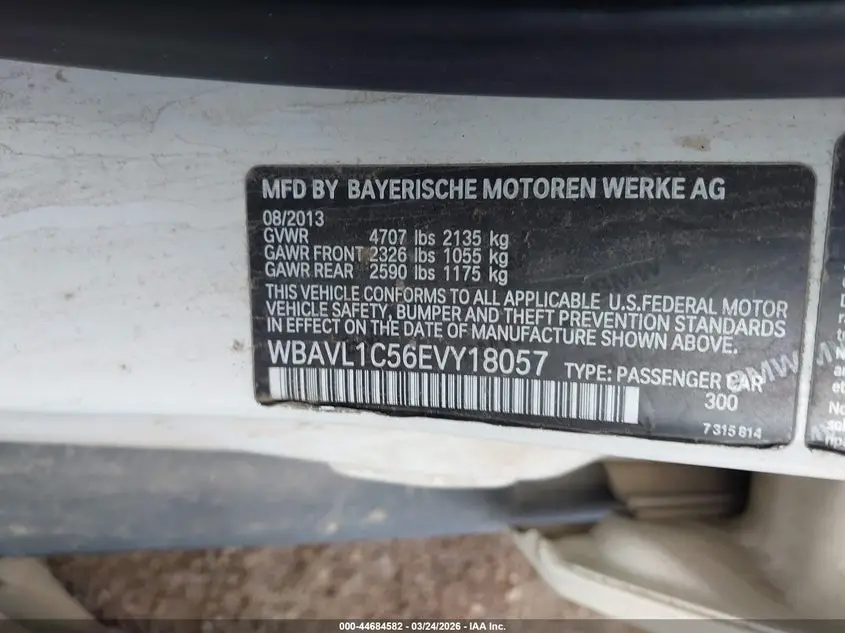 MFD BY BAYERISCHE MOTOREN WERKE AG
08/2013
GVWR 4707 lbs 2135 kg
GAWR FRONT 2326 lbs 1055 kg
GAWR REAR 2590 lbs 1175 kg
THIS VEHICLE CONFORMS TO ALL APPLICABLE U.S.FEDERAL MOTOR
VEHICLE SAFETY, BUMPER AND THEFT PREVENTION STANDARDS
IN EFFECT ON THE DATE OF MANUFACTURE SHOWN ABOVE.
WBAVL1C56EVY18057 TYPE: PASSENGER CAR
300
7315814
000-44684582 - 03/24/2026 - IAA Inc.